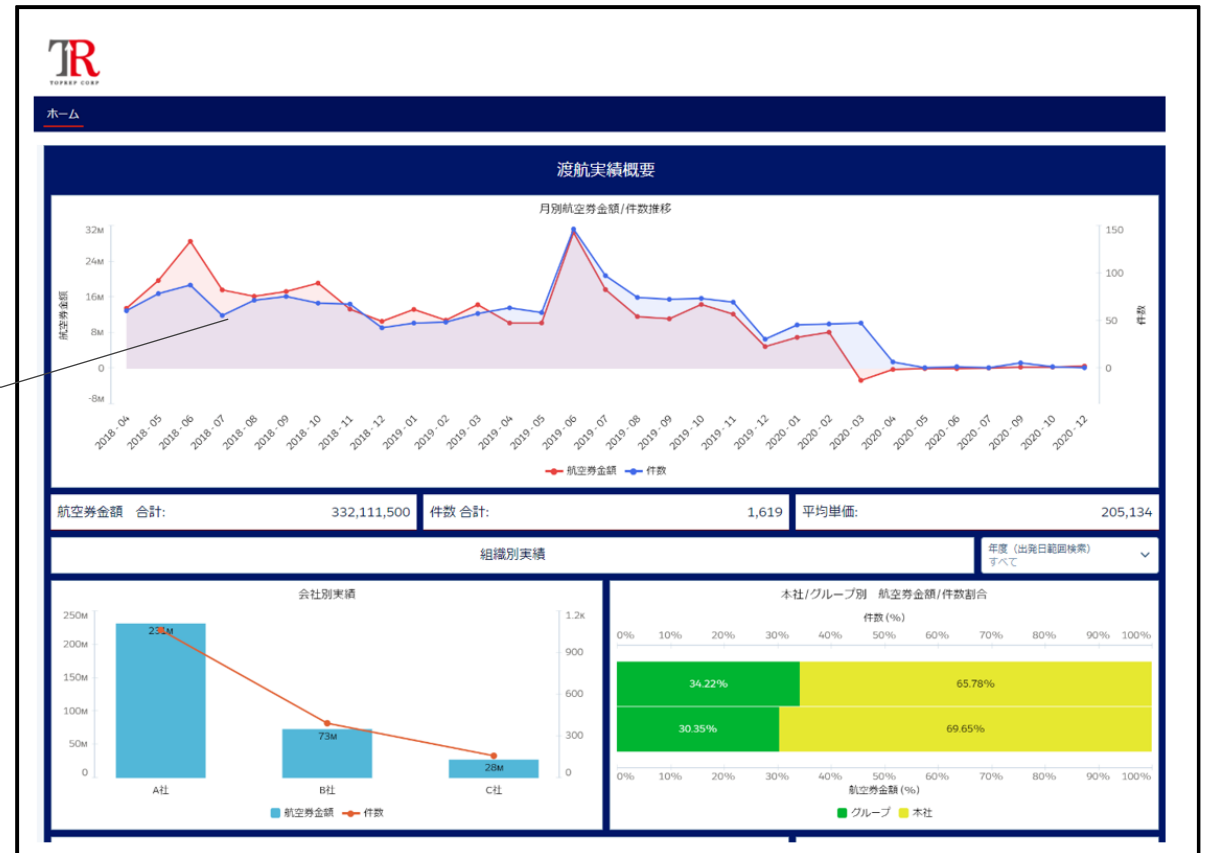 TR
TOPREP CORP
ホーム
渡航実績概要
月別航空券金額/件数推移
32M
24M
16M
8M
0
-8M
航空券金額
150
100
50
0
件数
2018-04
2018-05
2018-06
2018-07
2018-08
2018-09
2018-10
2018-11
2018-12
2019-01
2019-02
2019-03
2019-04
2019-05
2019-06
2019-07
2019-08
2019-09
2019-10
2019-11
2019-12
2020-01
2020-02
2020-03
2020-04
2020-05
2020-06
2020-07
2020-09
2020-10
2020-12
航空券金額 件数
航空券金額 合計: 332,111,500 件数 合計: 1,619 平均単価: 205,134
組織別実績
年度（出発日範囲検索）
すべて
会社別実績
250M
200M
150M
100M
50M
0
1.2K
900
600
300
0
231M
73M
28M
A社 B社 C社
航空券金額 件数
本社/グループ別 航空券金額/件数割合
件数(%)
0% 10% 20% 30% 40% 50% 60% 70% 80% 90% 100%
34.22% 65.78%
30.35% 69.65%
0% 10% 20% 30% 40% 50% 60% 70% 80% 90% 100%
航空券金額(%)
グループ 本社